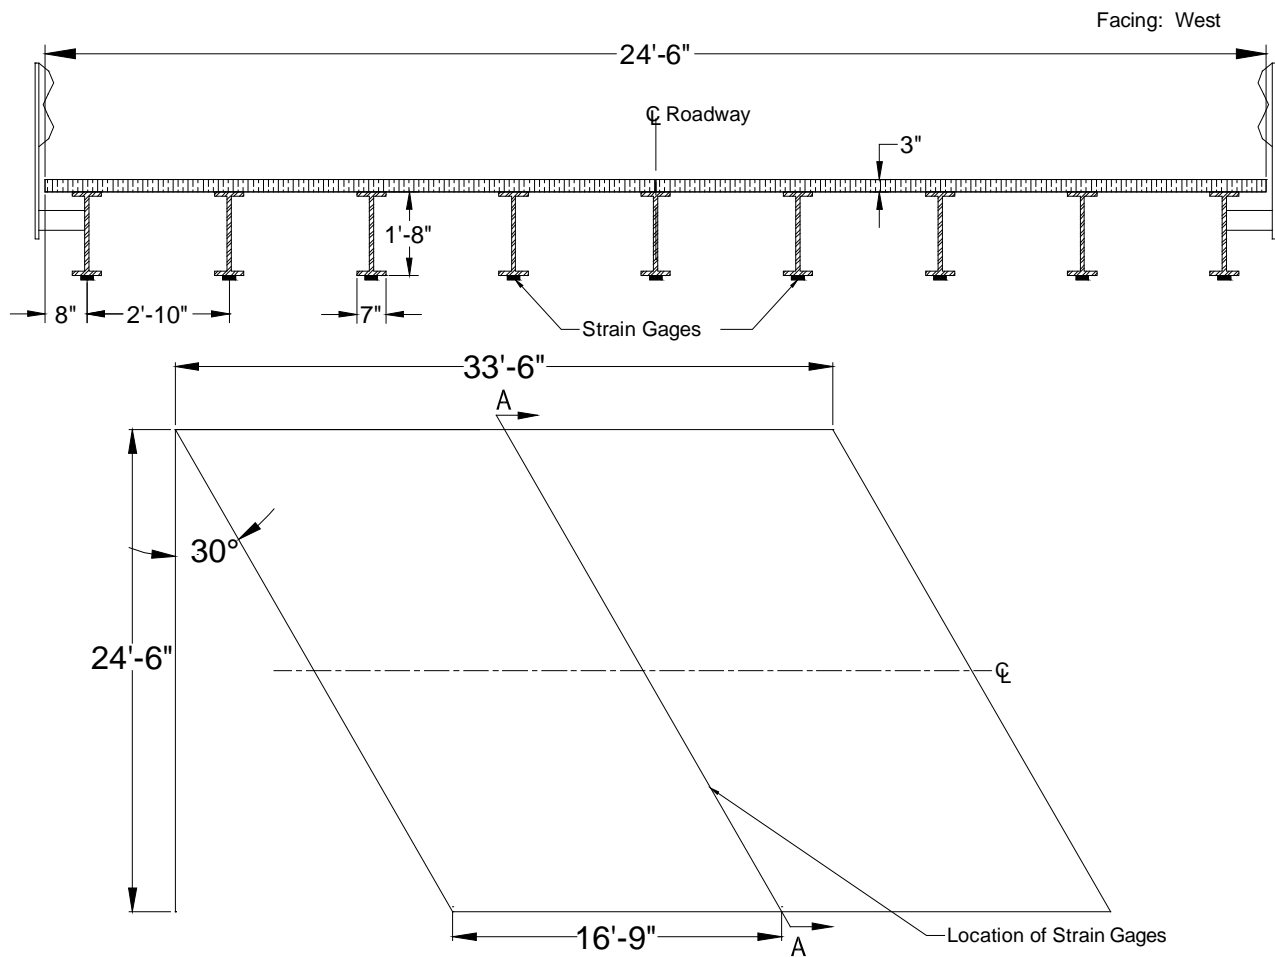 Facing: West
24'-6"
℄ Roadway
3"
1'-8"
8"
2'-10"
7"
Strain Gages
33'-6"
A
30°
24'-6"
℄
16'-9"
A
Location of Strain Gages